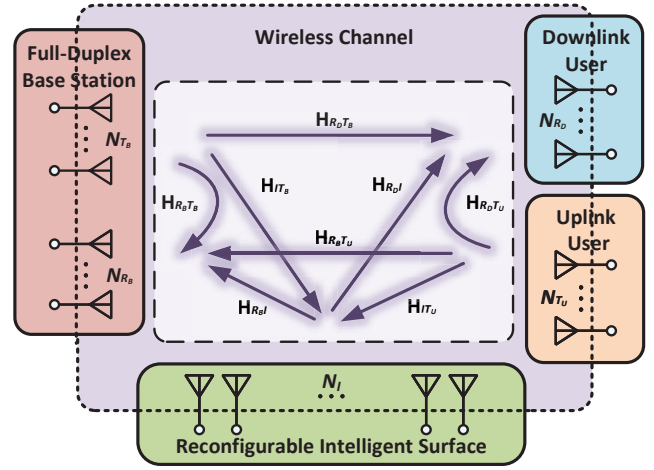 Wireless Channel
Full-Duplex
Base Station
N_{T_B}
N_{R_B}
Downlink
User
N_{R_D}
Uplink
User
N_{T_U}
H_{R_D T_B}
H_{R_B T_B}
H_{I T_B}
H_{R_D I}
H_{R_D T_U}
H_{R_B T_U}
H_{R_B I}
H_{I T_U}
N_I
Reconfigurable Intelligent Surface